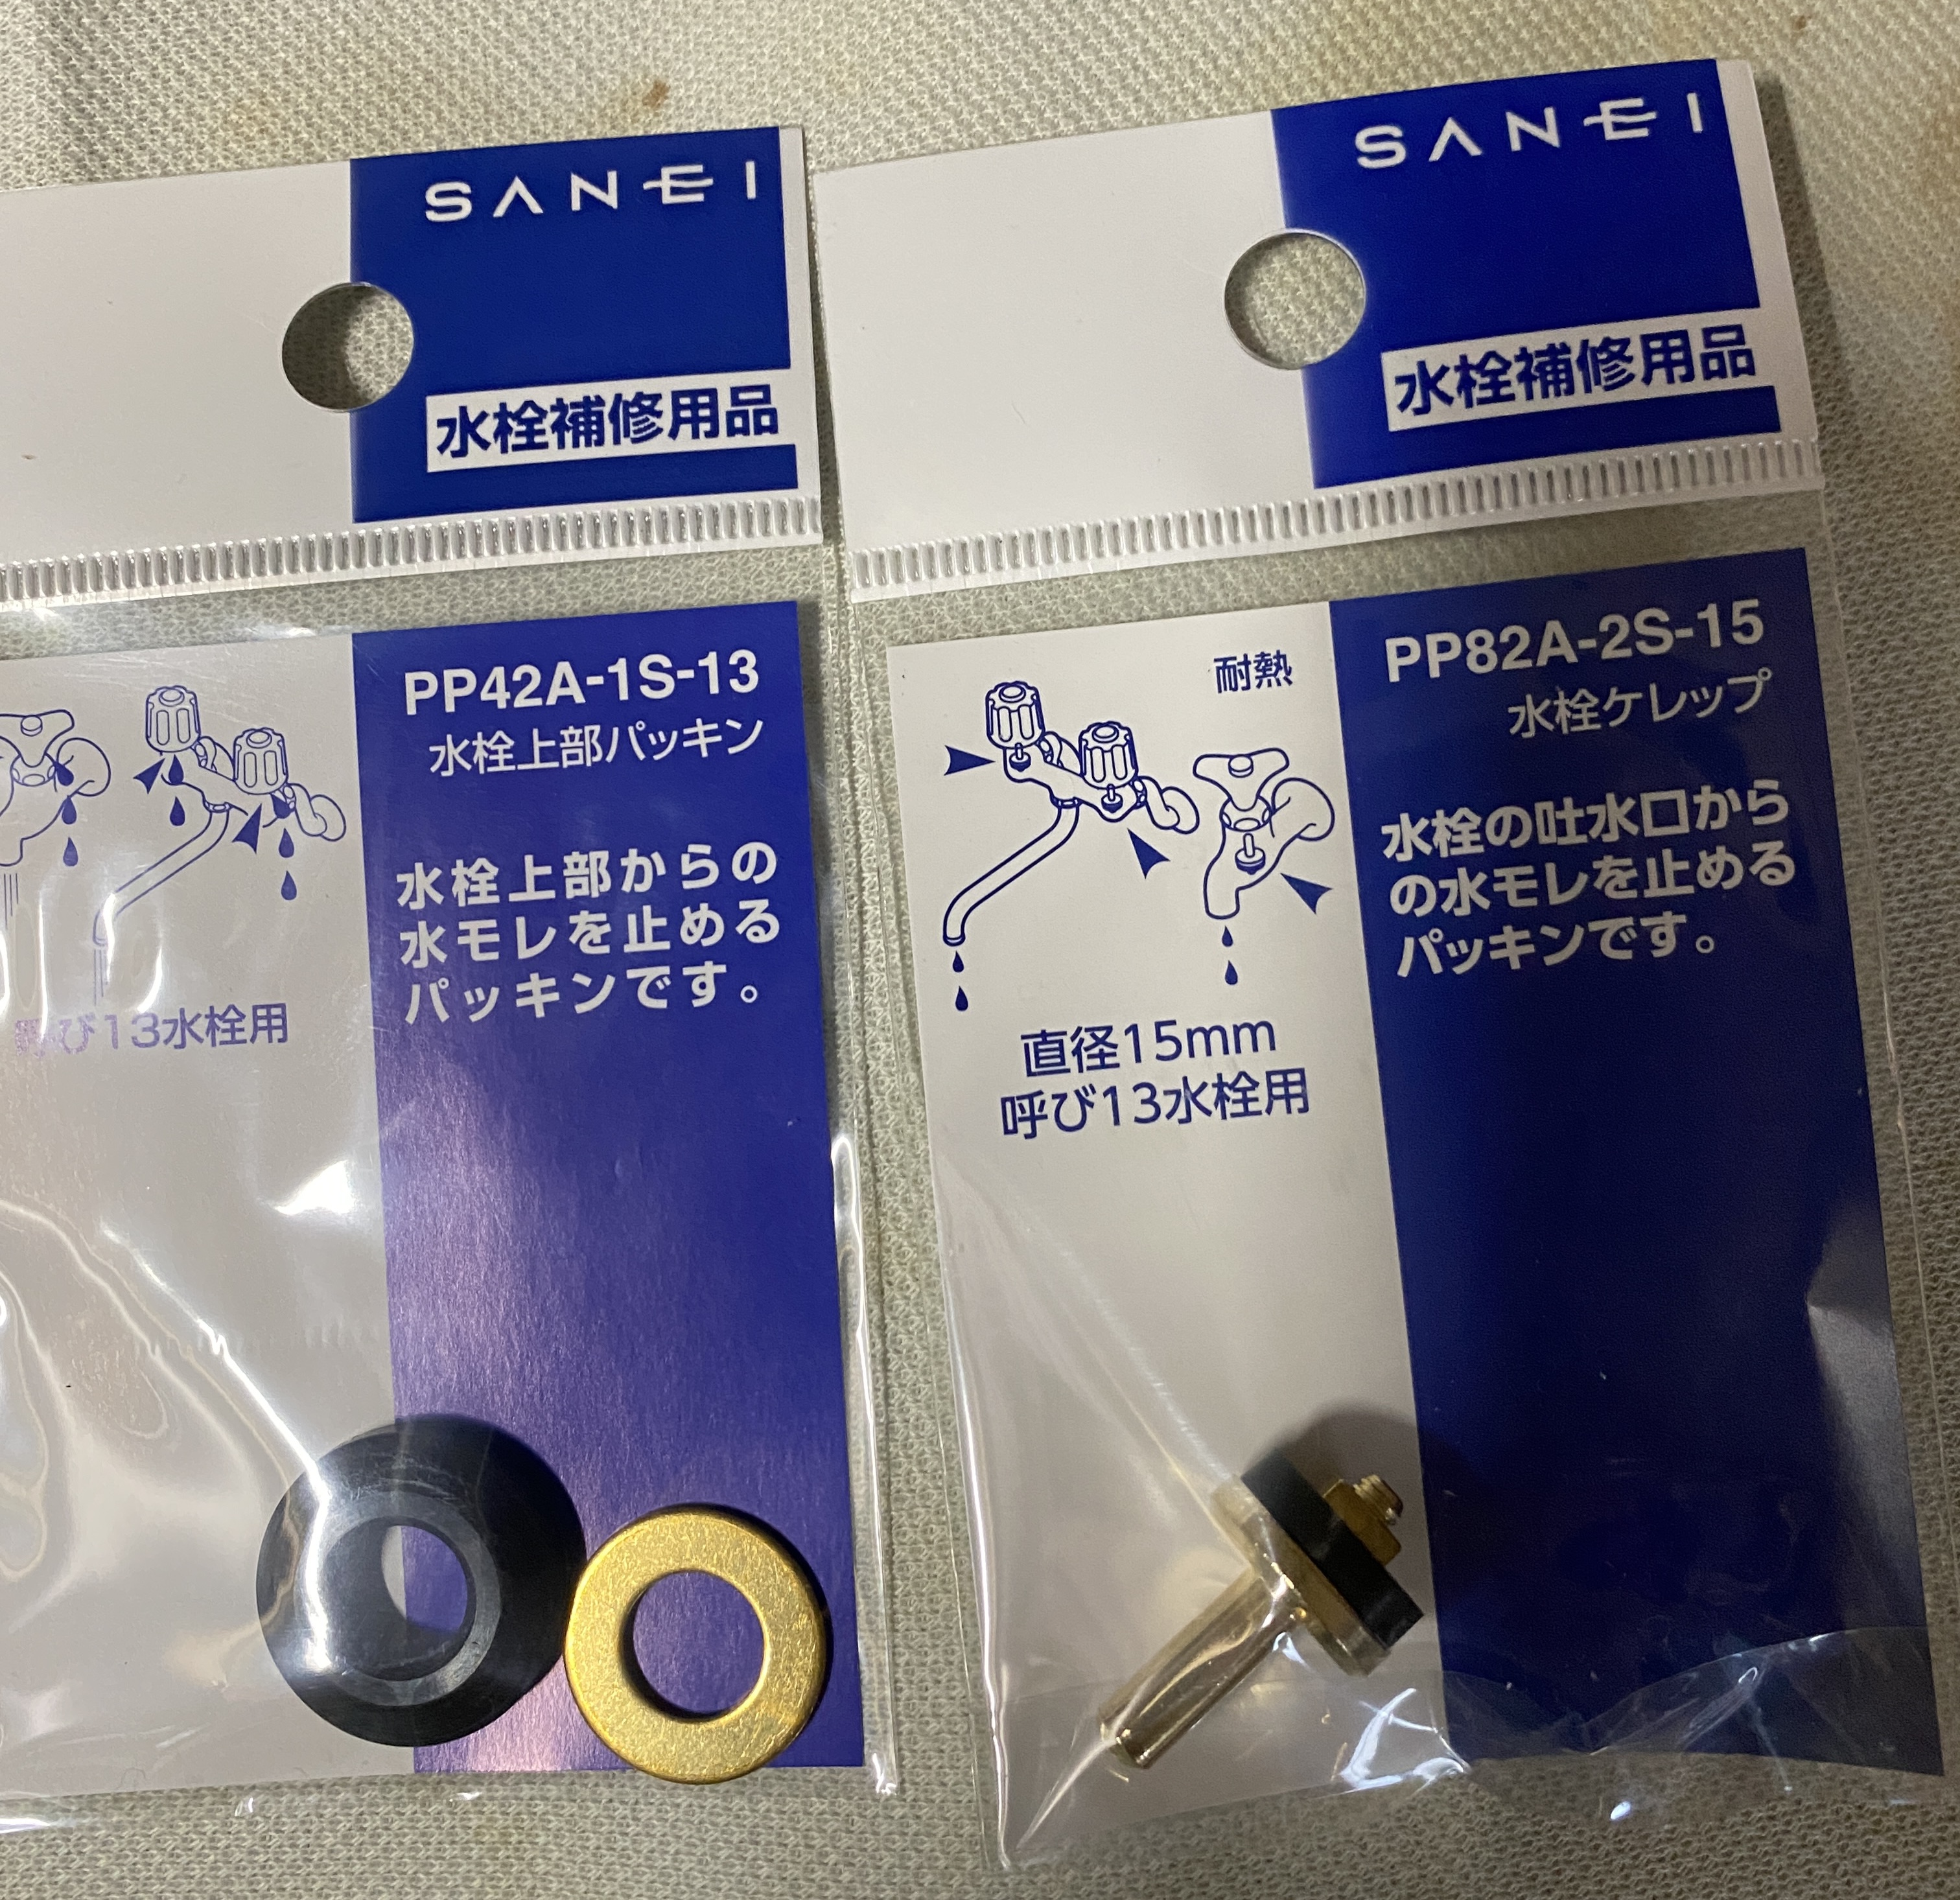 SANEI
水栓補修用品
PP42A-1S-13
水栓上部パッキン
水栓上部からの
水モレを止める
パッキンです。
呼び13水栓用
SANEI
水栓補修用品
PP82A-2S-15
水栓ケレップ
耐熱
水栓の吐水口から
の水モレを止める
パッキンです。
直径15mm
呼び13水栓用